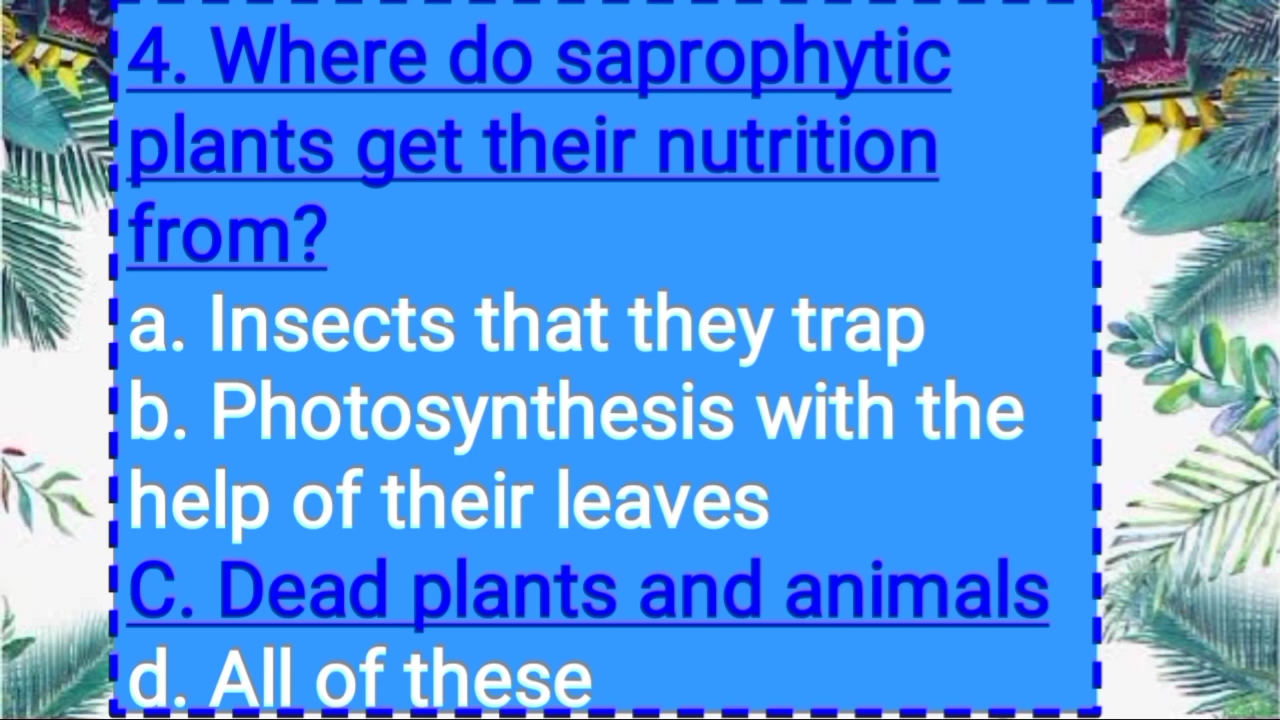 4. Where do saprophytic
plants get their nutrition
from?
a. Insects that they trap
b. Photosynthesis with the
help of their leaves
C. Dead plants and animals
d. All of these